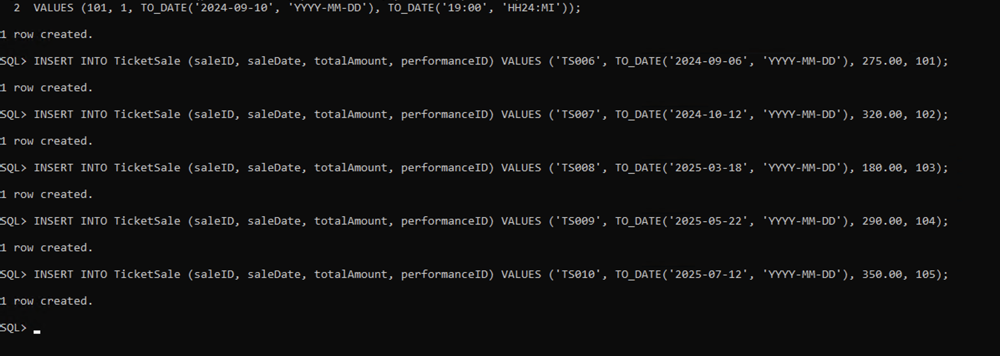 2  VALUES (101, 1, TO_DATE('2024-09-10', 'YYYY-MM-DD'), TO_DATE('19:00', 'HH24:MI'));
1 row created.
SQL> INSERT INTO TicketSale (saleID, saleDate, totalAmount, performanceID) VALUES ('TS006', TO_DATE('2024-09-06', 'YYYY-MM-DD'), 275.00, 101);
1 row created.
SQL> INSERT INTO TicketSale (saleID, saleDate, totalAmount, performanceID) VALUES ('TS007', TO_DATE('2024-10-12', 'YYYY-MM-DD'), 320.00, 102);
1 row created.
SQL> INSERT INTO TicketSale (saleID, saleDate, totalAmount, performanceID) VALUES ('TS008', TO_DATE('2025-03-18', 'YYYY-MM-DD'), 180.00, 103);
1 row created.
SQL> INSERT INTO TicketSale (saleID, saleDate, totalAmount, performanceID) VALUES ('TS009', TO_DATE('2025-05-22', 'YYYY-MM-DD'), 290.00, 104);
1 row created.
SQL> INSERT INTO TicketSale (saleID, saleDate, totalAmount, performanceID) VALUES ('TS010', TO_DATE('2025-07-12', 'YYYY-MM-DD'), 350.00, 105);
1 row created.
SQL> _